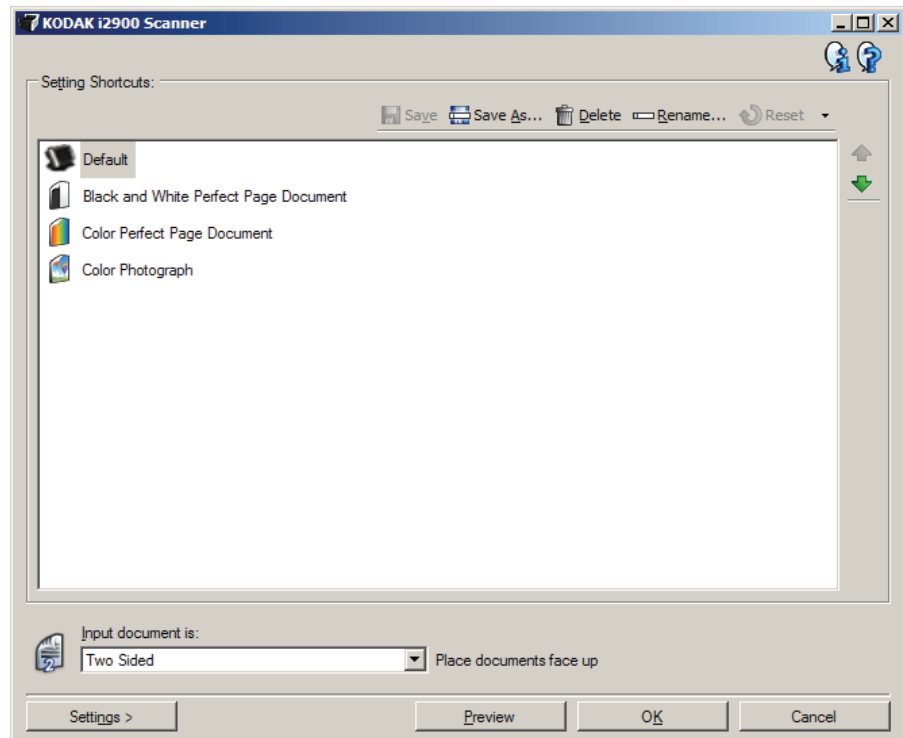 KODAK i2900 Scanner
Setting Shortcuts:
Save Save As... Delete Rename... Reset
Default
Black and White Perfect Page Document
Color Perfect Page Document
Color Photograph
Input document is:
2 Two Sided Place documents face up
Settings > Preview OK Cancel